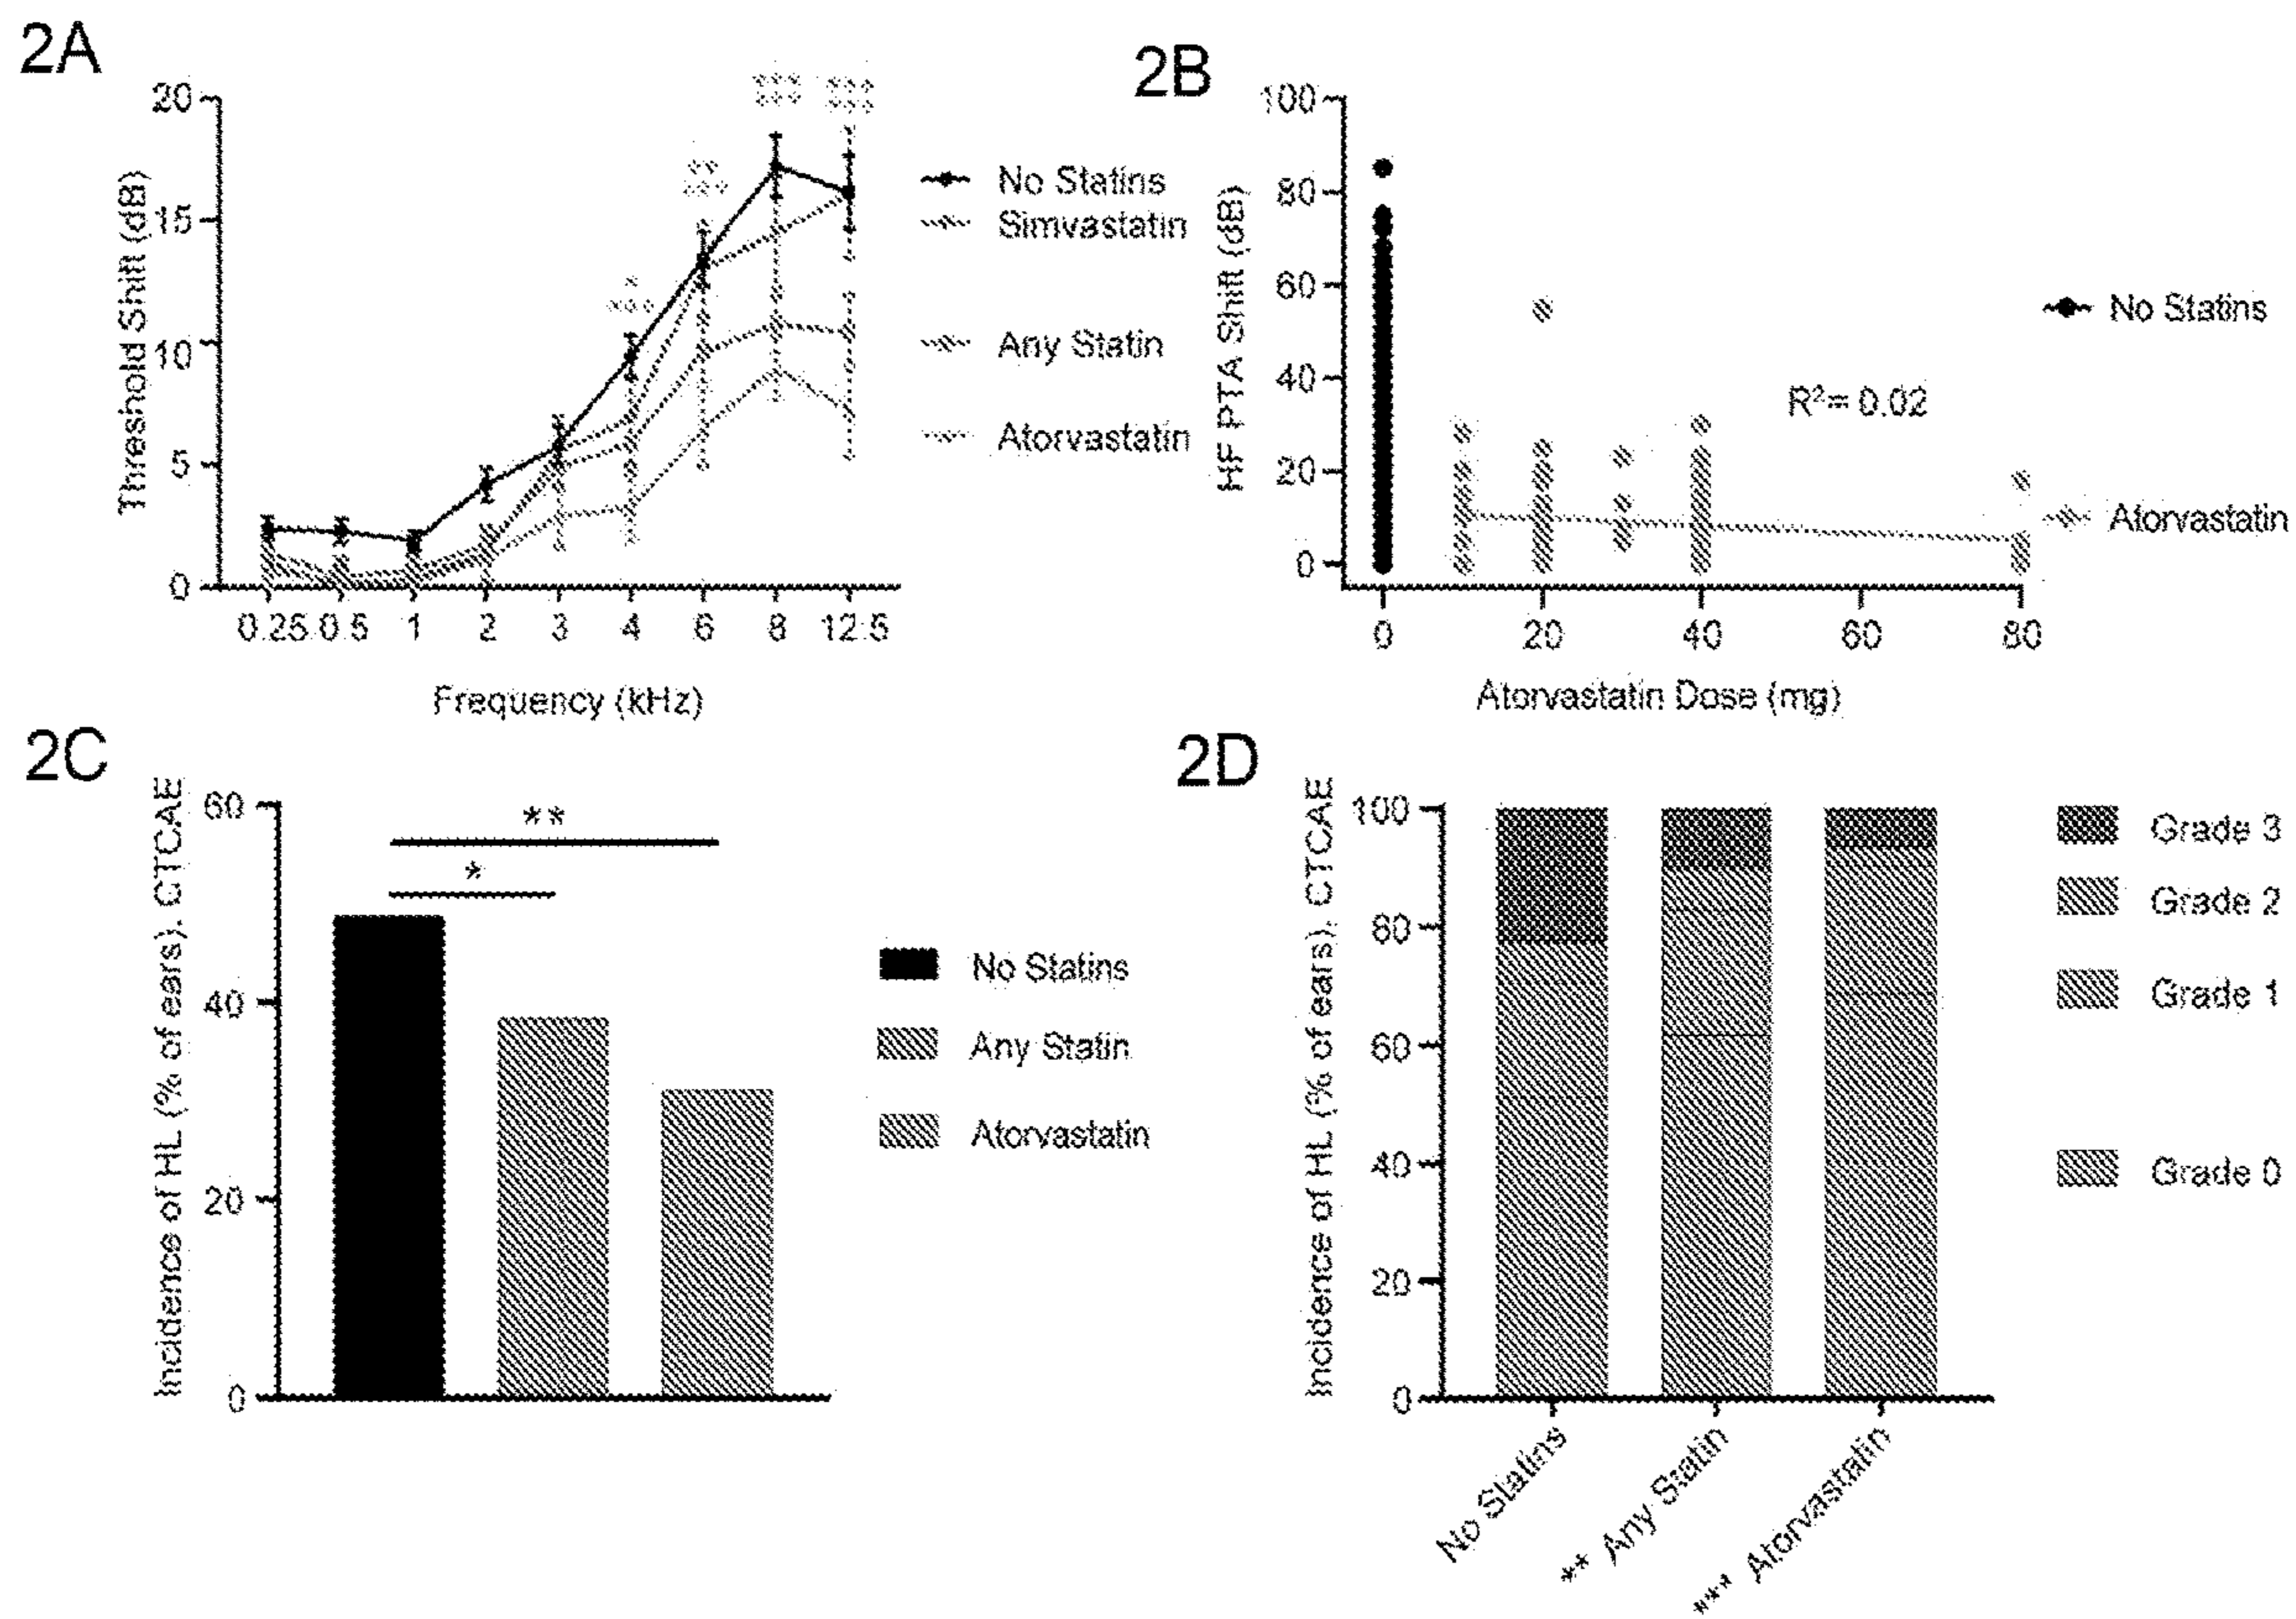 2A
Threshold Shift (dB)
20
15
10
5
0
0.25 0.5 1 2 3 4 6 8 12.5
Frequency (kHz)
*
***
**
***
***
***
***
***
No Statins
Simvastatin
Any Statin
Atorvastatin
2B
HF PTA Shift (dB)
100
80
60
40
20
0
0 20 40 60 80
Atorvastatin Dose (mg)
R²= 0.02
No Statins
Atorvastatin
2C
Incidence of HL (% of ears), CTCAE
60
40
20
0
**
*
No Statins
Any Statin
Atorvastatin
2D
Incidence of HL (% of ears), CTCAE
100
80
60
40
20
0
No Statins
** Any Statin
*** Atorvastatin
Grade 3
Grade 2
Grade 1
Grade 0